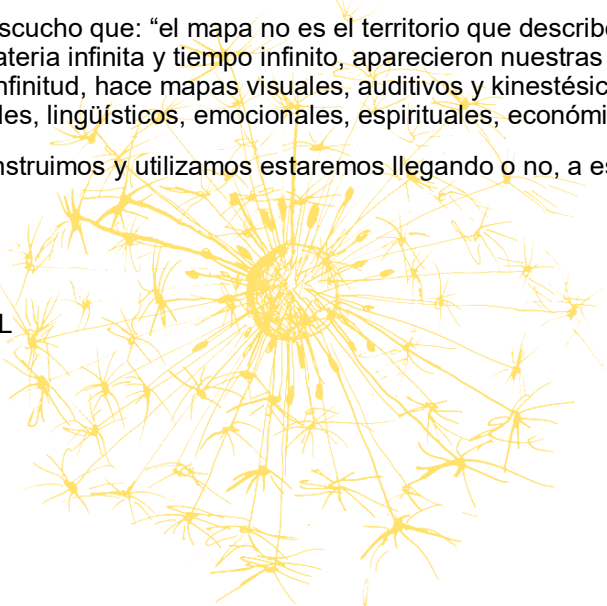 scucho que: “el mapa no es el territorio que describe
ateria infinita y tiempo infinito, aparecieron nuestras
nfinitud, hace mapas visuales, auditivos y kinestésic
les, lingüísticos, emocionales, espirituales, económi
nstruimos y utilizamos estaremos llegando o no, a es
L